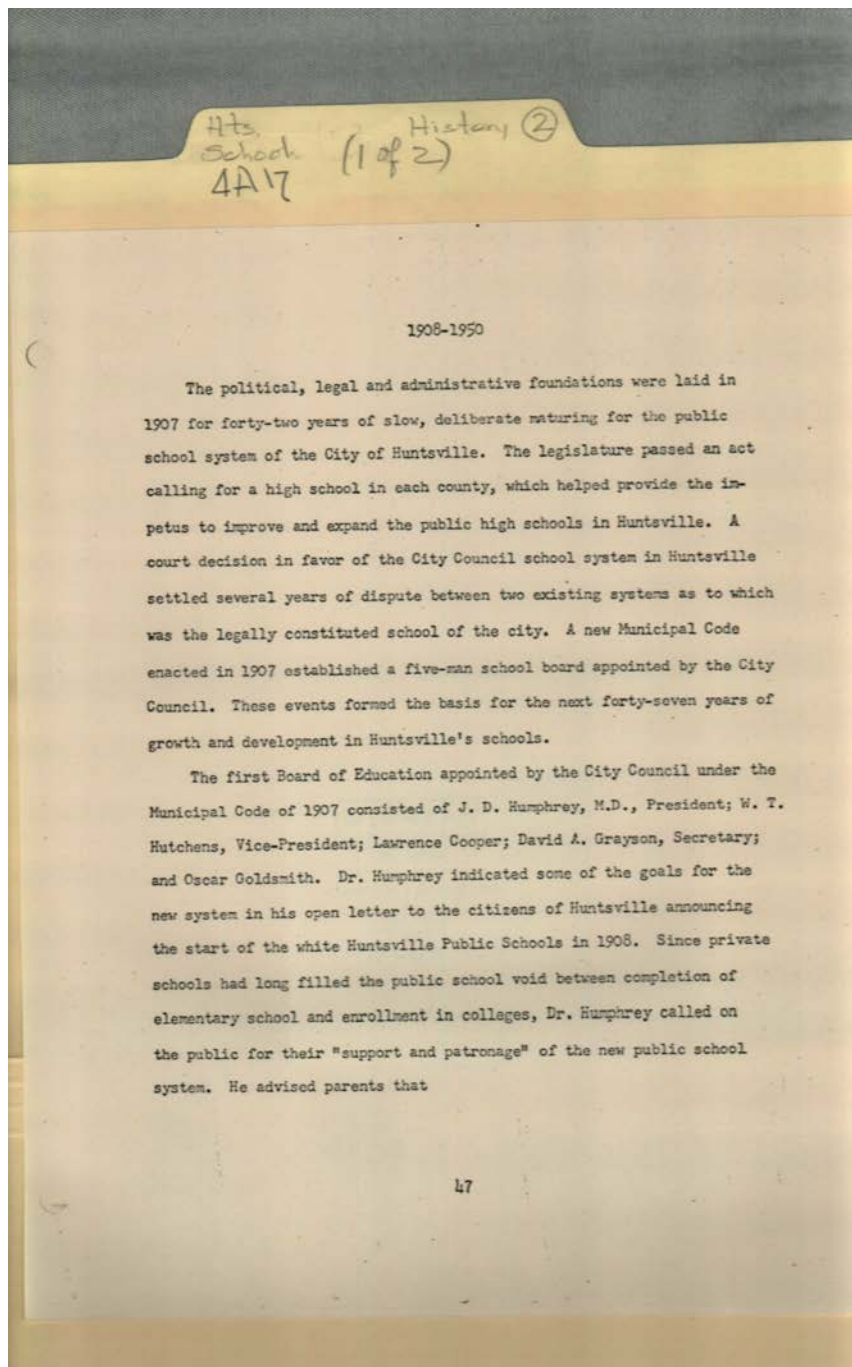 Hts. History ②
School. (1 of 2)
4A17
1908-1950
The political, legal and administrative foundations were laid in
1907 for forty-two years of slow, deliberate maturing for the public
school system of the City of Huntsville. The legislature passed an act
calling for a high school in each county, which helped provide the im-
petus to improve and expand the public high schools in Huntsville. A
court decision in favor of the City Council school system in Huntsville
settled several years of dispute between two existing systems as to which
was the legally constituted school of the city. A new Municipal Code
enacted in 1907 established a five-man school board appointed by the City
Council. These events formed the basis for the next forty-seven years of
growth and development in Huntsville's schools.
The first Board of Education appointed by the City Council under the
Municipal Code of 1907 consisted of J. D. Humphrey, M.D., President; W. T.
Hutchens, Vice-President; Lawrence Cooper; David A. Grayson, Secretary;
and Oscar Goldsmith. Dr. Humphrey indicated some of the goals for the
new system in his open letter to the citizens of Huntsville announcing
the start of the white Huntsville Public Schools in 1908. Since private
schools had long filled the public school void between completion of
elementary school and enrollment in colleges, Dr. Humphrey called on
the public for their "support and patronage" of the new public school
system. He advised parents that
47